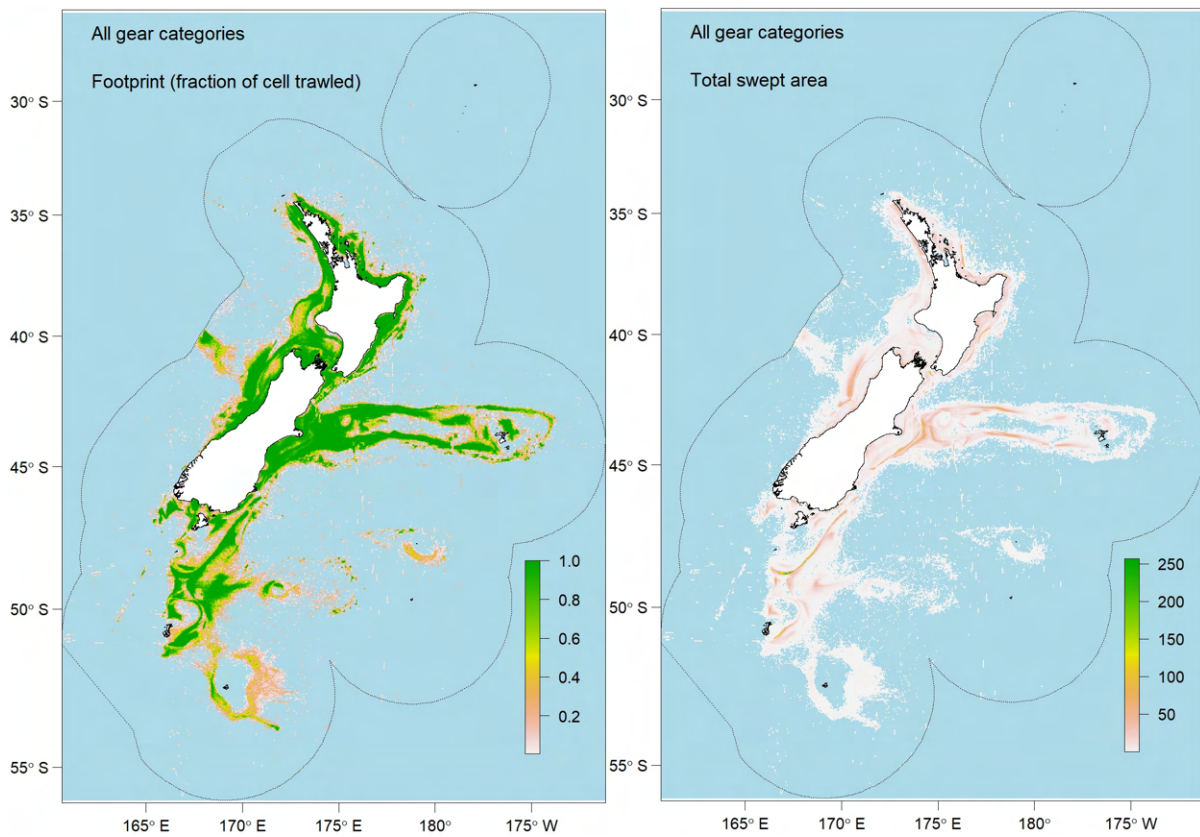 All gear categories
Footprint (fraction of cell trawled)
30° S
35° S
40° S
45° S
50° S
55° S
1.0
0.8
0.6
0.4
0.2
165° E
170° E
175° E
180°
175° W
All gear categories
Total swept area
30° S
35° S
40° S
45° S
50° S
55° S
250
200
150
100
50
165° E
170° E
175° E
180°
175° W